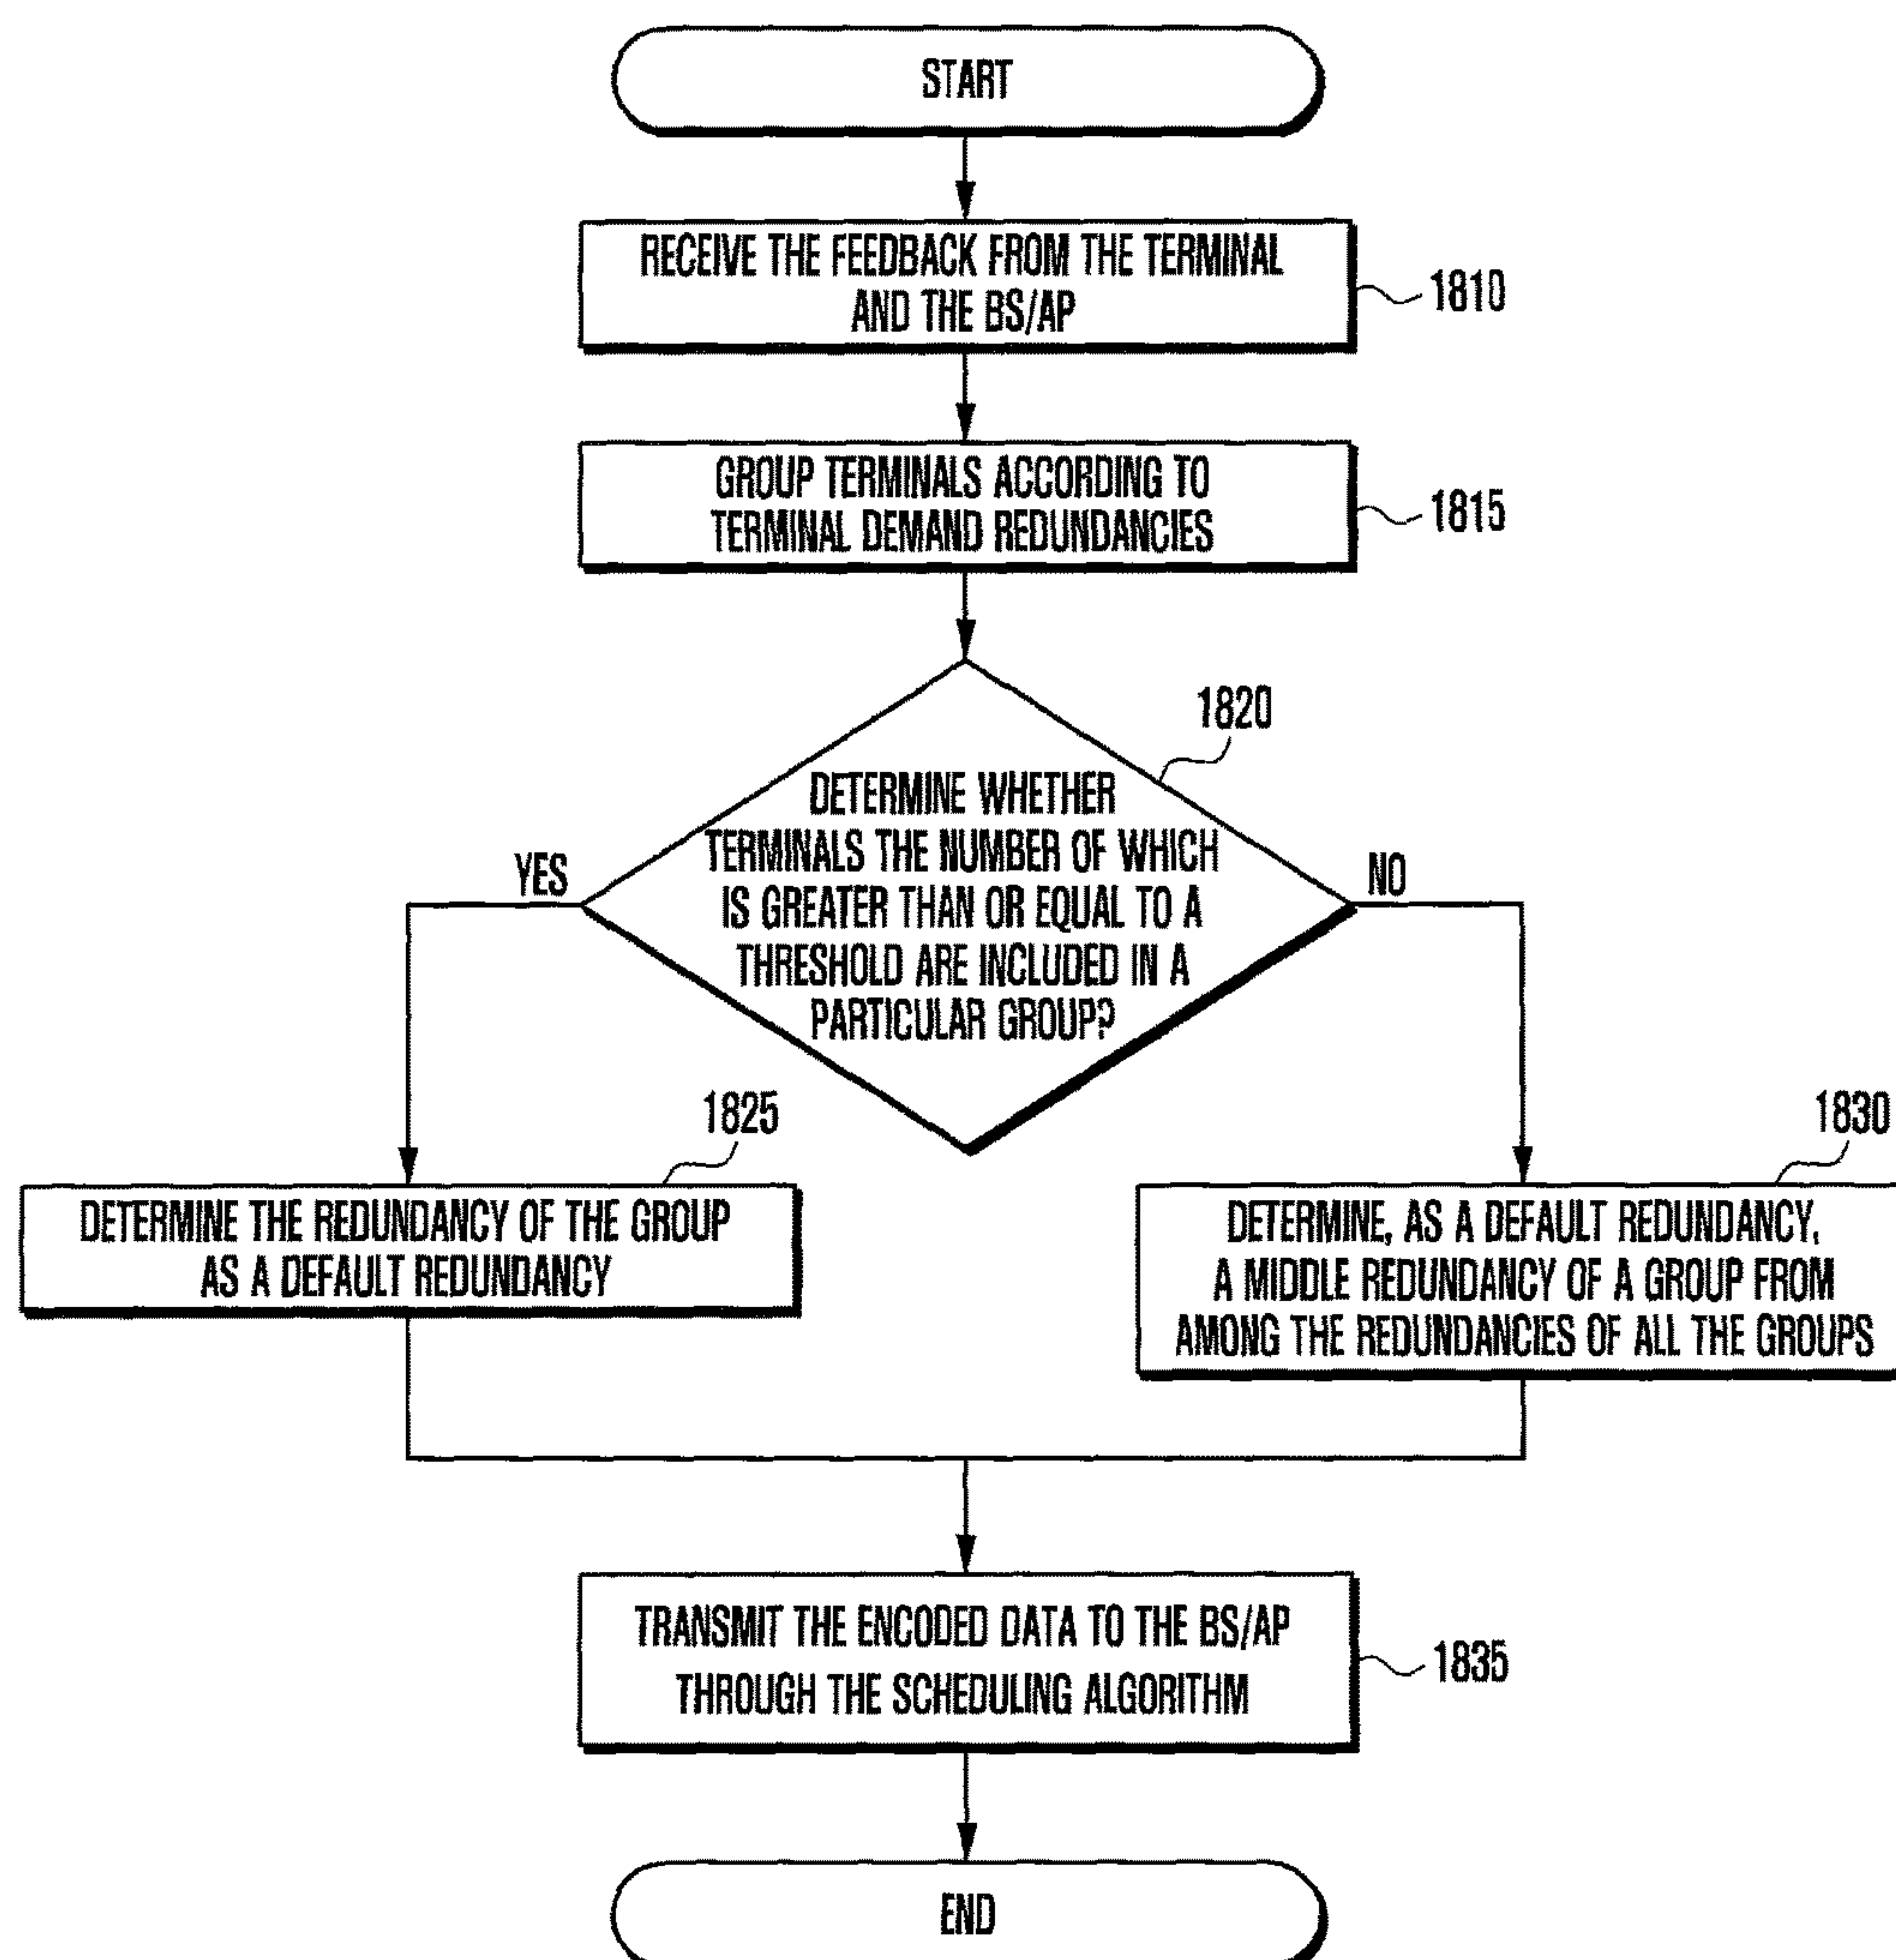 START
RECEIVE THE FEEDBACK FROM THE TERMINAL
AND THE BS/AP
1810
GROUP TERMINALS ACCORDING TO
TERMINAL DEMAND REDUNDANCIES
1815
1820
DETERMINE WHETHER
TERMINALS THE NUMBER OF WHICH
IS GREATER THAN OR EQUAL TO A
THRESHOLD ARE INCLUDED IN A
PARTICULAR GROUP?
YES
NO
1825
DETERMINE THE REDUNDANCY OF THE GROUP
AS A DEFAULT REDUNDANCY
1830
DETERMINE, AS A DEFAULT REDUNDANCY,
A MIDDLE REDUNDANCY OF A GROUP FROM
AMONG THE REDUNDANCIES OF ALL THE GROUPS
TRANSMIT THE ENCODED DATA TO THE BS/AP
THROUGH THE SCHEDULING ALGORITHM
1835
END